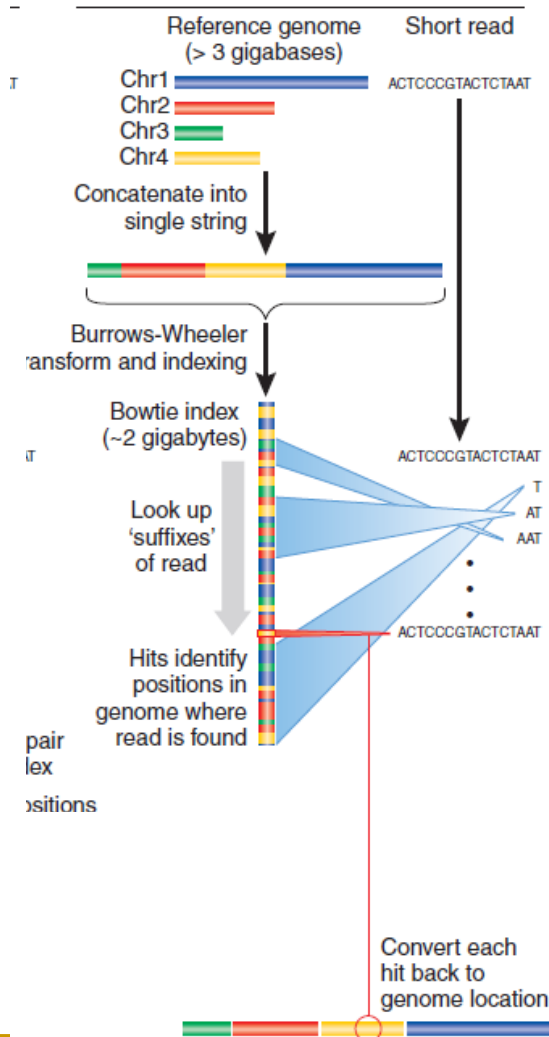 Reference genome
(> 3 gigabases)
Short read
Chr1
ACTCCCGTACTCTAAT
Chr2
Chr3
Chr4
Concatenate into
single string
Burrows-Wheeler
ransform and indexing
Bowtie index
(~2 gigabytes)
ACTCCCGTACTCTAAT
T
AT
AAT
Look up
‘suffixes’
of read
ACTCCCGTACTCTAAT
Hits identify
positions in
genome where
read is found
pair
lex
ositions
Convert each
hit back to
genome location